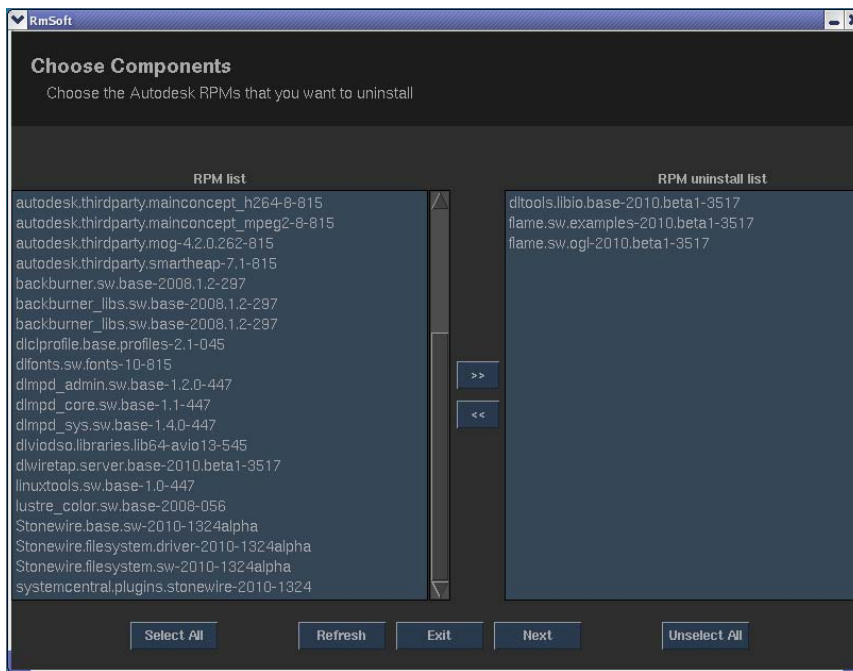 RmSoft
Choose Components
Choose the Autodesk RPMs that you want to uninstall
RPM list
autodesk.thirdparty.mainconcept_h264-8-815
autodesk.thirdparty.mainconcept_mpeg2-8-815
autodesk.thirdparty.mog-4.2.0.262-815
autodesk.thirdparty.smartheap-7.1-815
backburner.sw.base-2008.1.2-297
backburner_libs.sw.base-2008.1.2-297
backburner_libs.sw.base-2008.1.2-297
dlclprofile.base.profiles-2.1-045
dlfonts.sw.fonts-10-815
dlmpd_admin.sw.base-1.2.0-447
dlmpd_core.sw.base-1.1-447
dlmpd_sys.sw.base-1.4.0-447
dlviodso.libraries.lib64-avio13-545
dlwiretap.server.base-2010.beta1-3517
linuxtools.sw.base-1.0-447
lustre_color.sw.base-2008-056
Stonewire.base.sw-2010-1324alpha
Stonewire.filesystem.driver-2010-1324alpha
Stonewire.filesystem.sw-2010-1324alpha
systemcentral.plugins.stonewire-2010-1324
>>
<<
RPM uninstall list
dltools.libio.base-2010.beta1-3517
flame.sw.examples-2010.beta1-3517
flame.sw.ogl-2010.beta1-3517
Select All
Refresh
Exit
Next
Unselect All